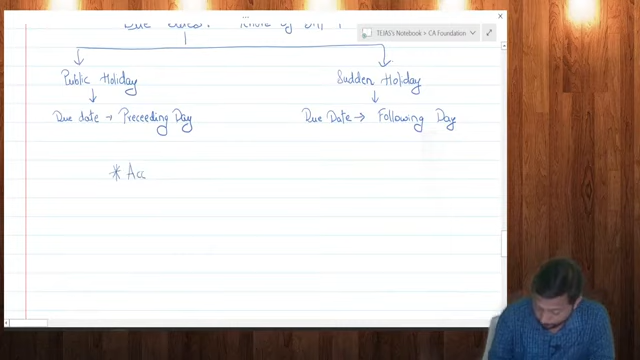 TEJAS's Notebook > CA Foundation
Public Holiday
Sudden Holiday
Due date → Preceeding Day
Due Date → Following Day
* Acc